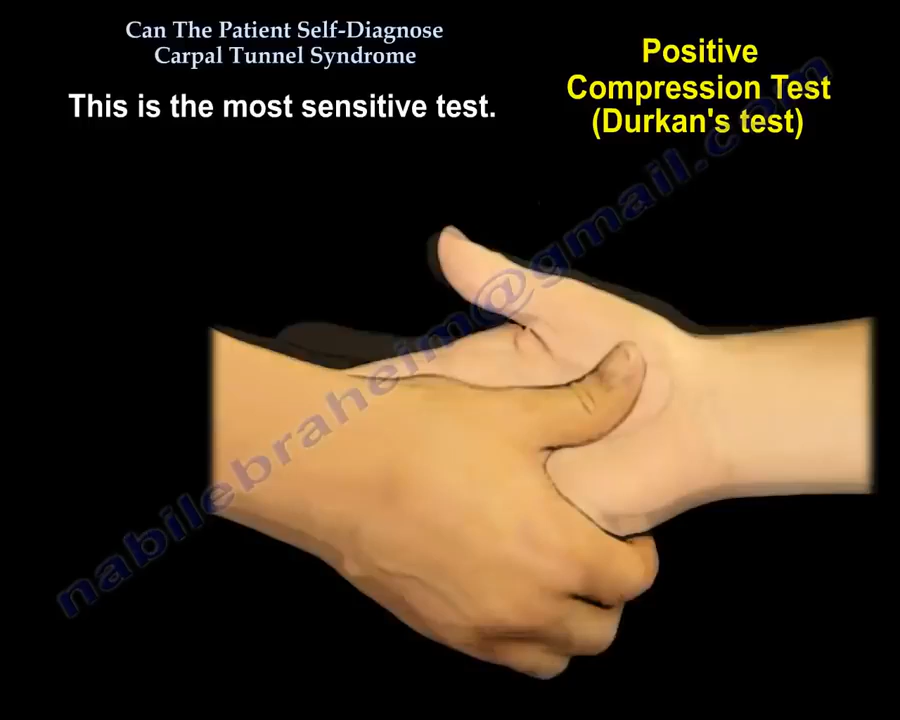 Can The Patient Self-Diagnose
Carpal Tunnel Syndrome
This is the most sensitive test.
Positive
Compression Test
(Durkan's test)
nabilebraheim@gmail.com